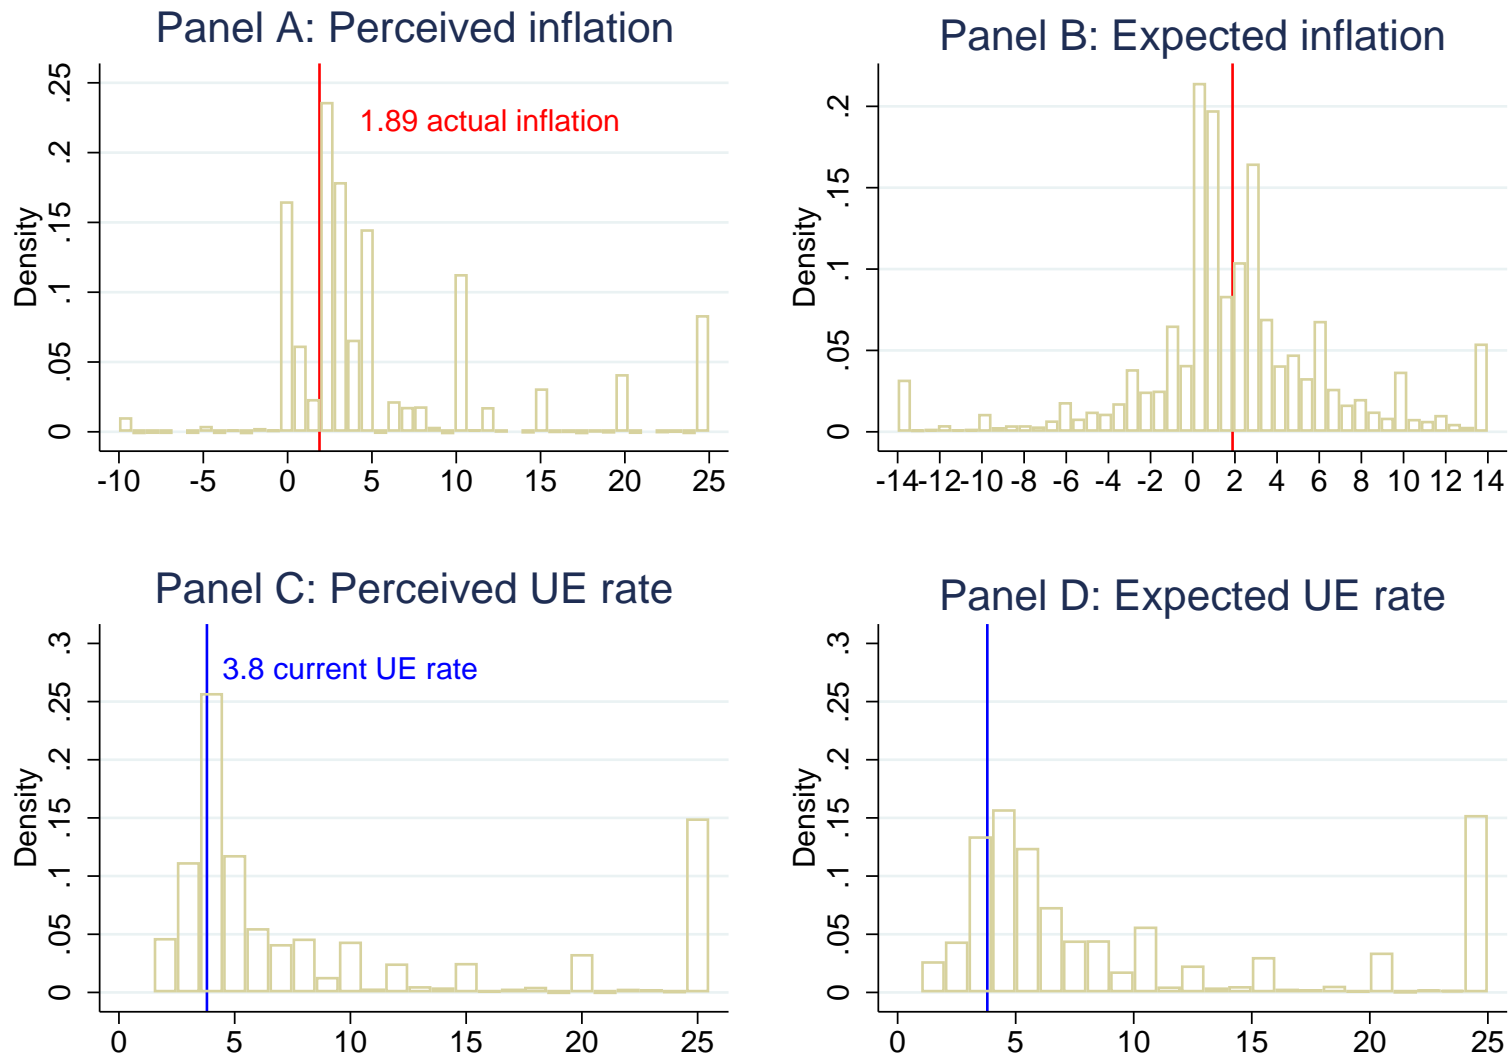 Panel A: Perceived inflation
Density
0 .05 .1 .15 .2 .25
1.89 actual inflation
-10 -5 0 5 10 15 20 25
Panel B: Expected inflation
Density
0 .05 .1 .15 .2
-14 -12 -10 -8 -6 -4 -2 0 2 4 6 8 10 12 14
Panel C: Perceived UE rate
Density
0 .05 .1 .15 .2 .25 .3
3.8 current UE rate
0 5 10 15 20 25
Panel D: Expected UE rate
Density
0 .05 .1 .15 .2 .25 .3
0 5 10 15 20 25